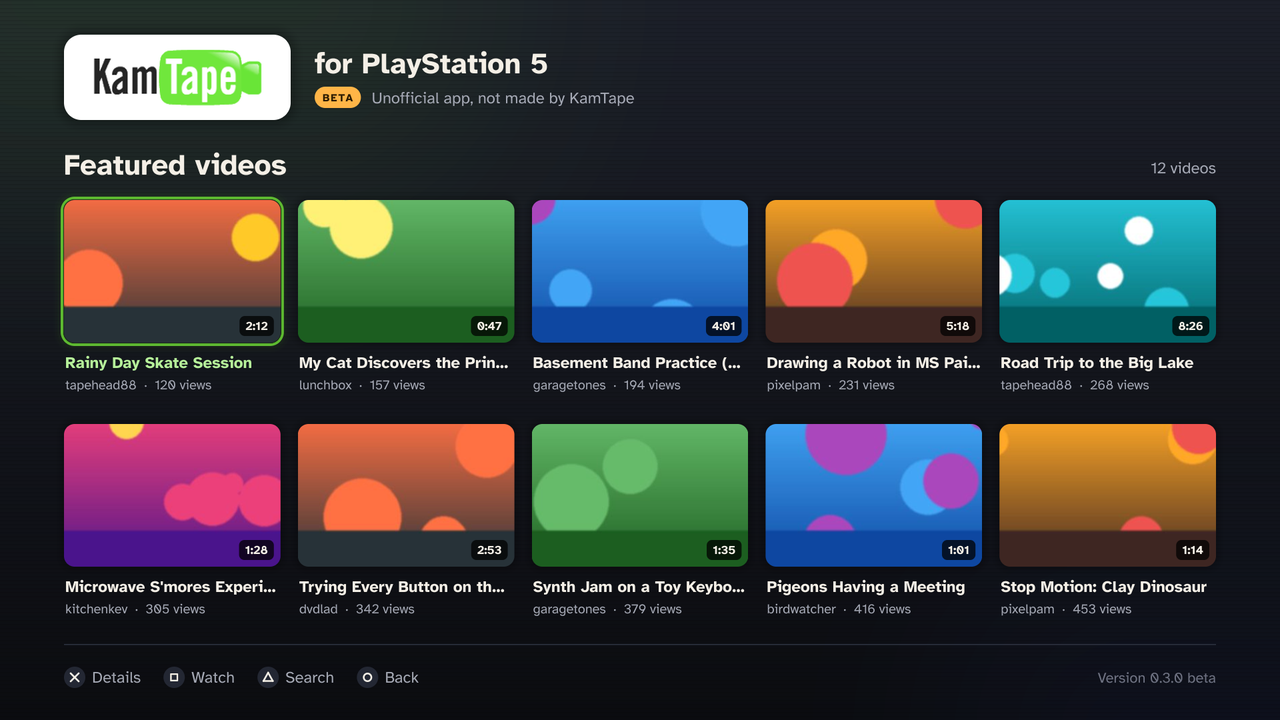 KamTape
for PlayStation 5
BETA Unofficial app, not made by KamTape
Featured videos
12 videos
2:12
0:47
4:01
5:18
8:26
Rainy Day Skate Session
My Cat Discovers the Prin...
Basement Band Practice (...
Drawing a Robot in MS Pai...
Road Trip to the Big Lake
tapehead88 · 120 views
lunchbox · 157 views
garagetones · 194 views
pixelpam · 231 views
tapehead88 · 268 views
1:28
2:53
1:35
1:01
1:14
Microwave S'mores Experi...
Trying Every Button on th...
Synth Jam on a Toy Keybo...
Pigeons Having a Meeting
Stop Motion: Clay Dinosaur
kitchenkev · 305 views
dvdlad · 342 views
garagetones · 379 views
birdwatcher · 416 views
pixelpam · 453 views
Details
Watch
Search
Back
Version 0.3.0 beta